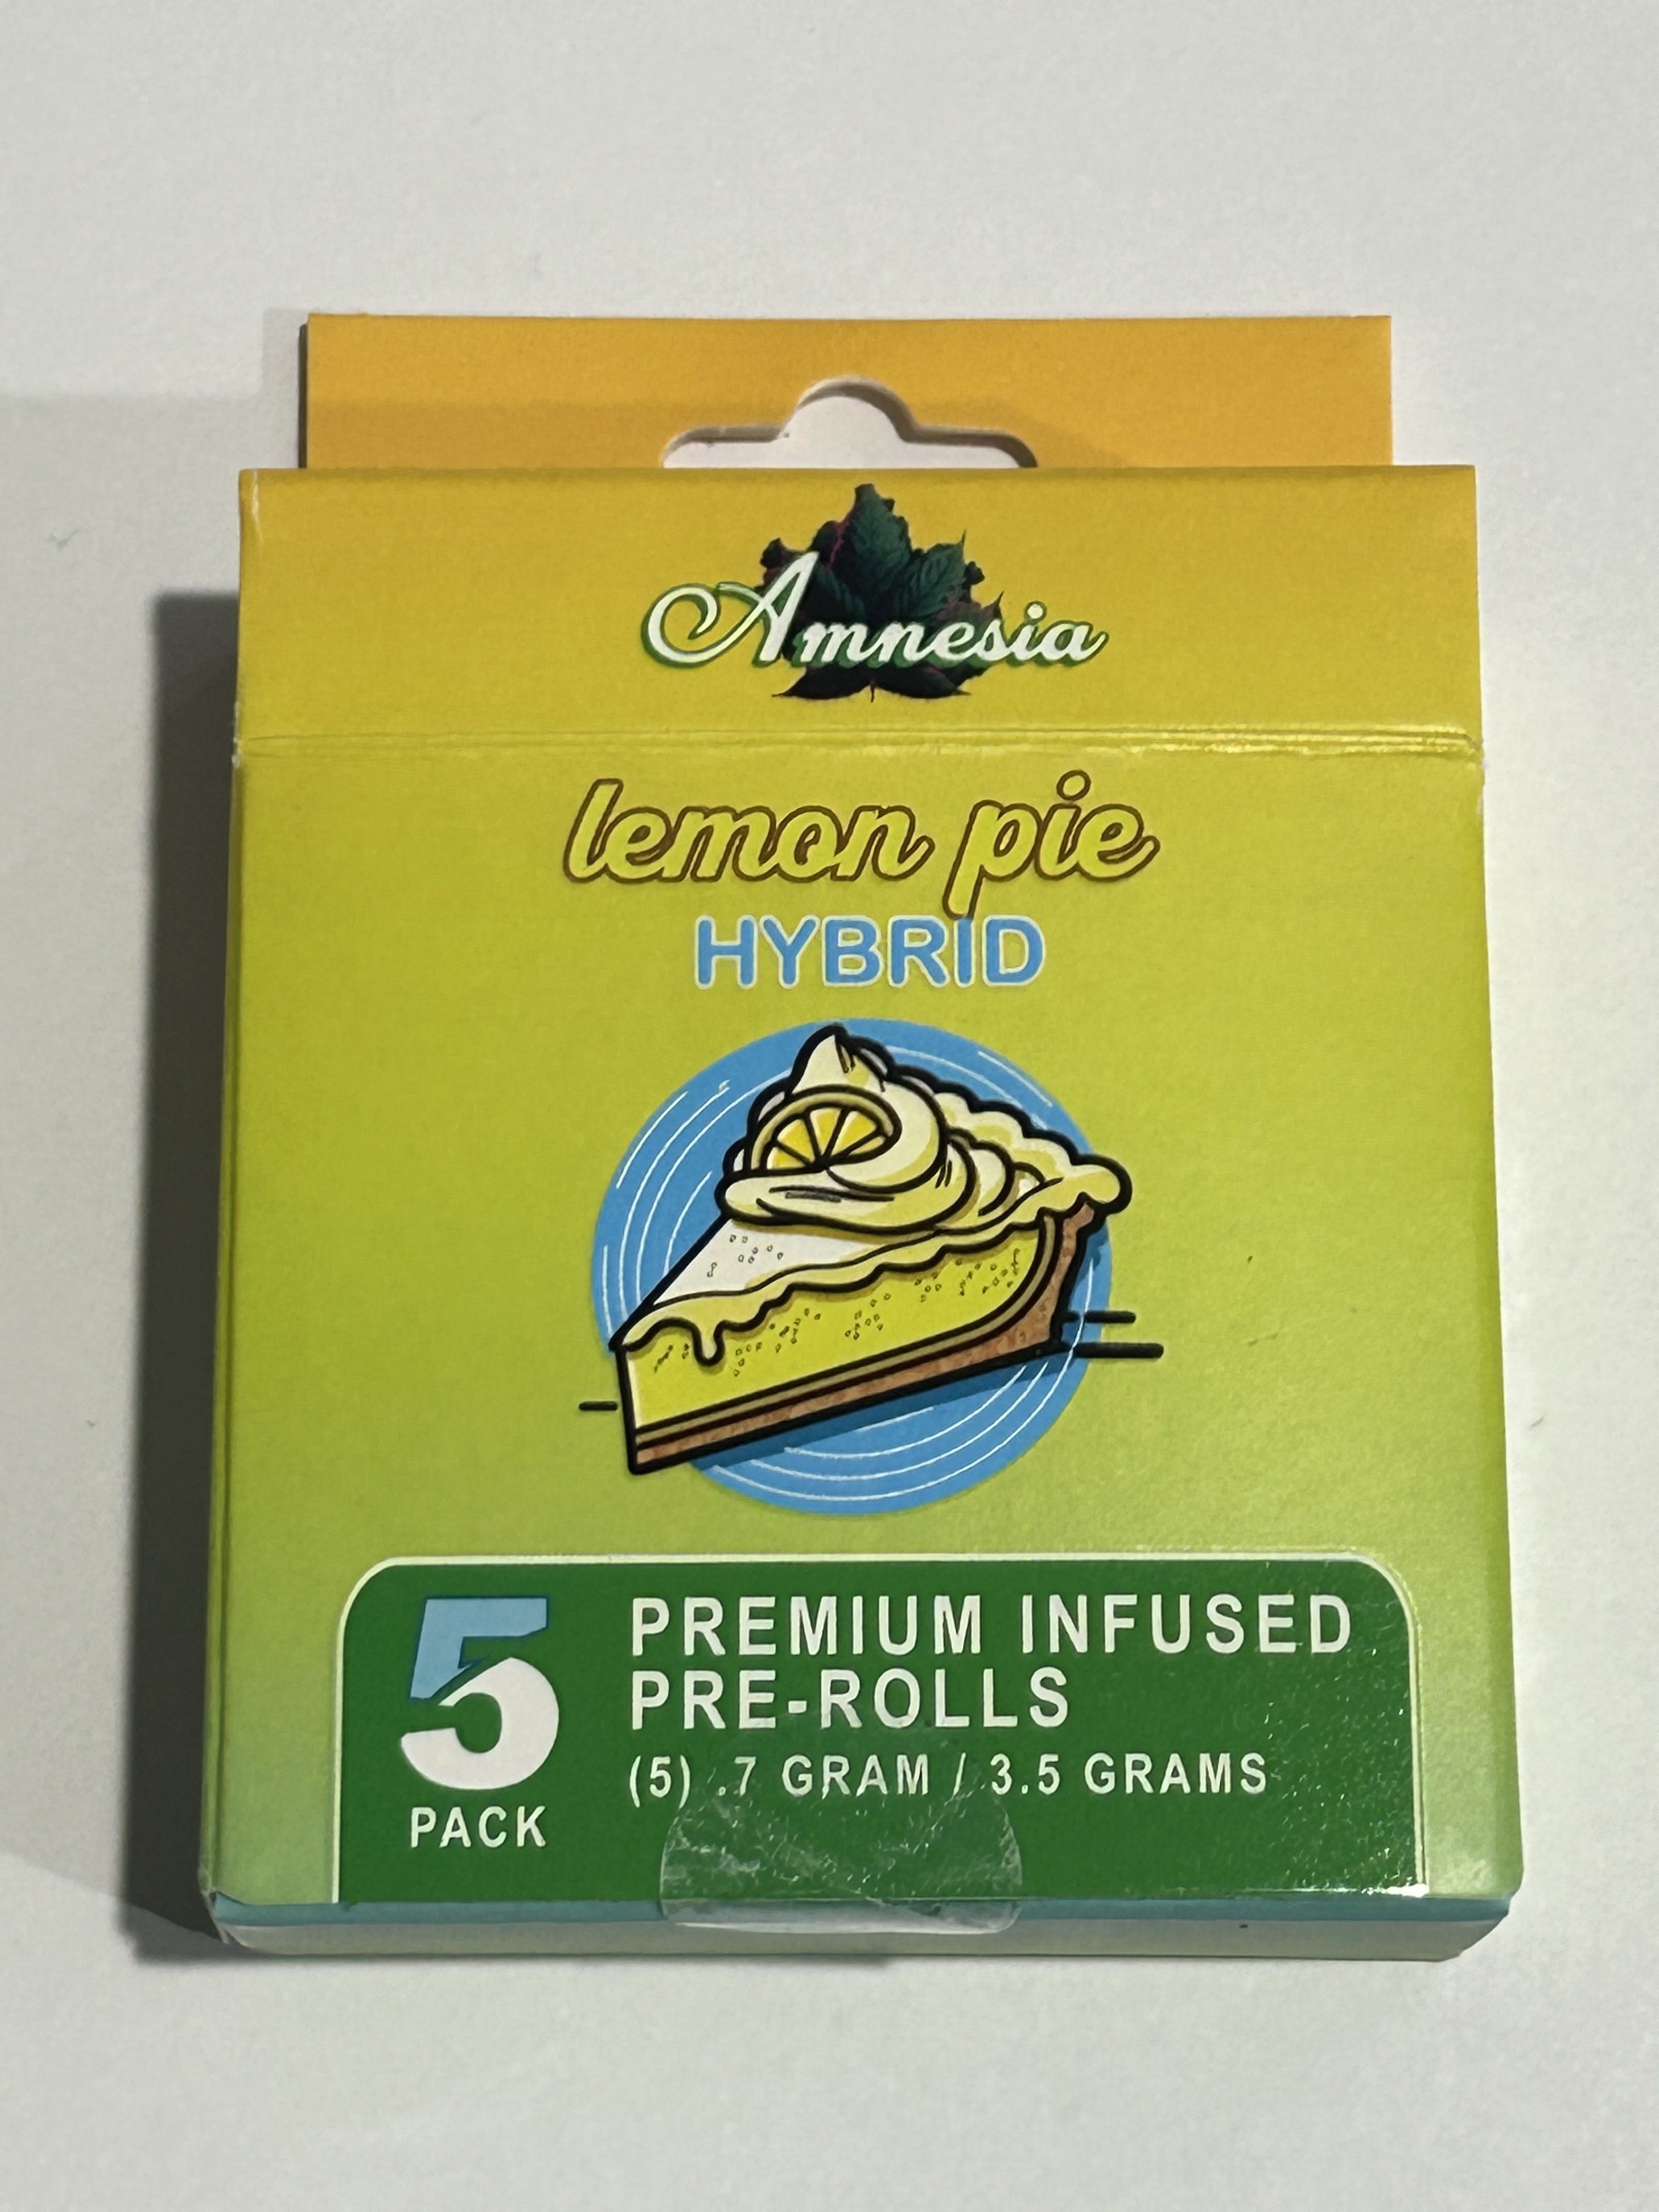 Amnesia
lemon pie
HYBRID
5
PACK
PREMIUM INFUSED
PRE-ROLLS
(5) .7 GRAM / 3.5 GRAMS